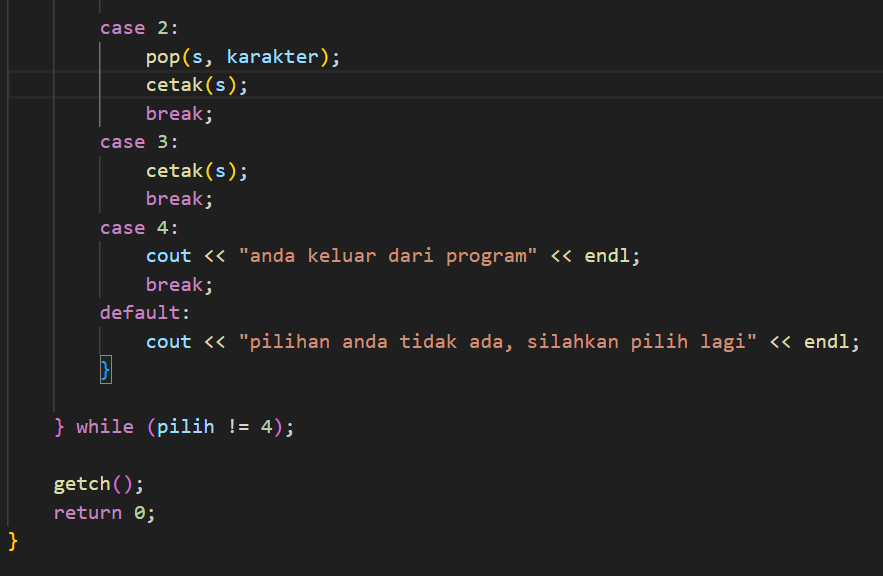 case 2:
pop(s, karakter);
cetak(s);
break;
case 3:
cetak(s);
break;
case 4:
cout << "anda keluar dari program" << endl;
break;
default:
cout << "pilihan anda tidak ada, silahkan pilih lagi" << endl;
}
} while (pilih != 4);
getch();
return 0;
}